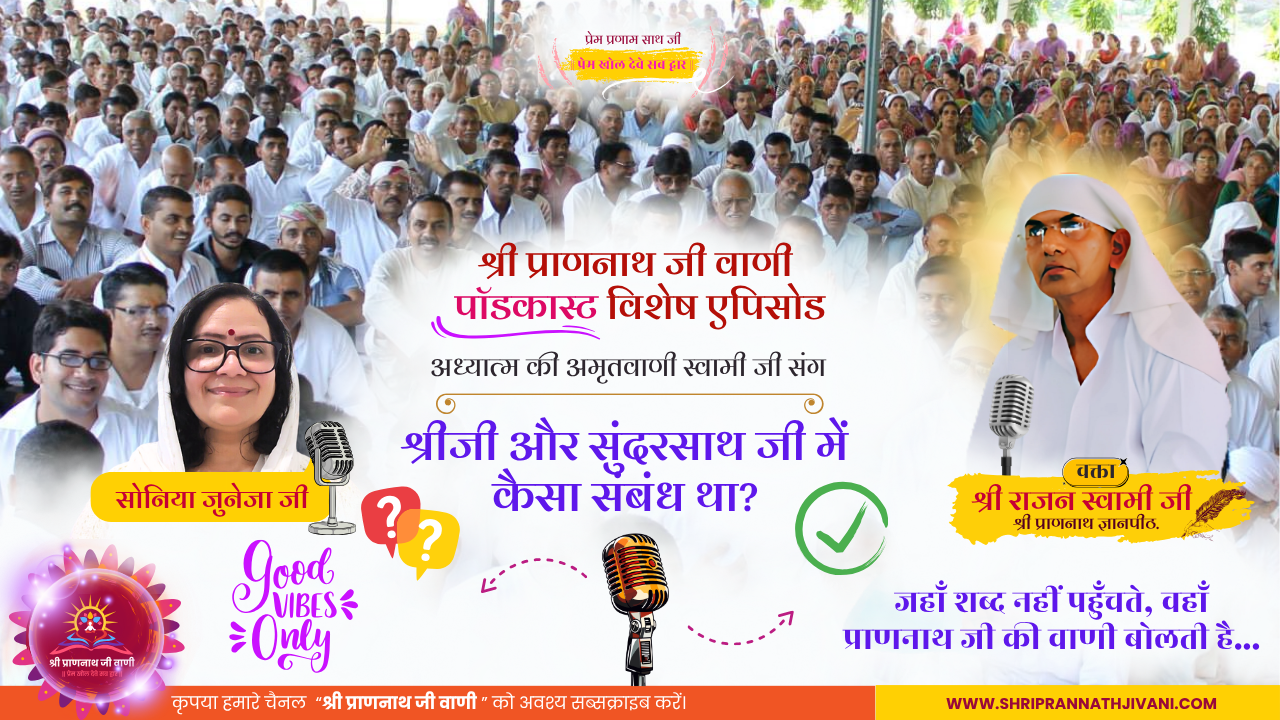 प्रेम प्रणाम साथ जी
प्रेम खोल देवे सब द्वार
श्री प्राणनाथ जी वाणी
पॉडकास्ट विशेष एपिसोड
अध्यात्म की अमृतवाणी स्वामी जी संग
श्रीजी और सुंदरसाथ जी में
कैसा संबंध था?
सोनिया जुनेजा जी
? ?
वक्ता
श्री राजन स्वामी जी
श्री प्राणनाथ ज्ञानपीठ.
Good
VIBES
Only
जहाँ शब्द नहीं पहुँचते, वहाँ
प्राणनाथ जी की वाणी बोलती है...
श्री प्राणनाथ जी वाणी
॥ प्रेम खोल देवे सब द्वार ॥
कृपया हमारे चैनल “श्री प्राणनाथ जी वाणी ” को अवश्य सब्सक्राइब करें।
WWW.SHRIPRANNATHJIVANI.COM